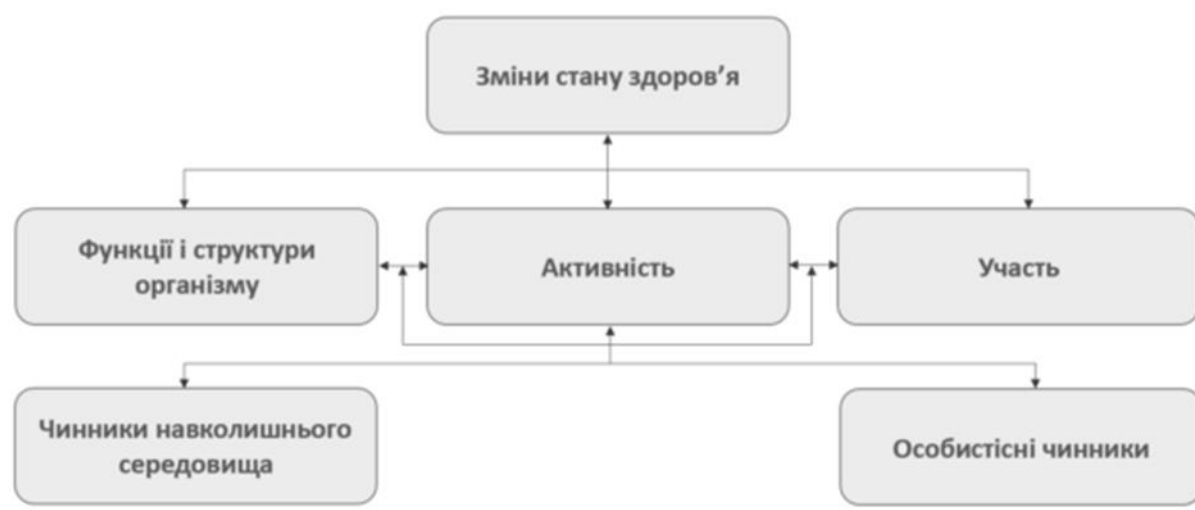 Зміни стану здоров’я
Функції і структури
організму
Активність
Участь
Чинники навколишнього
середовища
Особистісні чинники